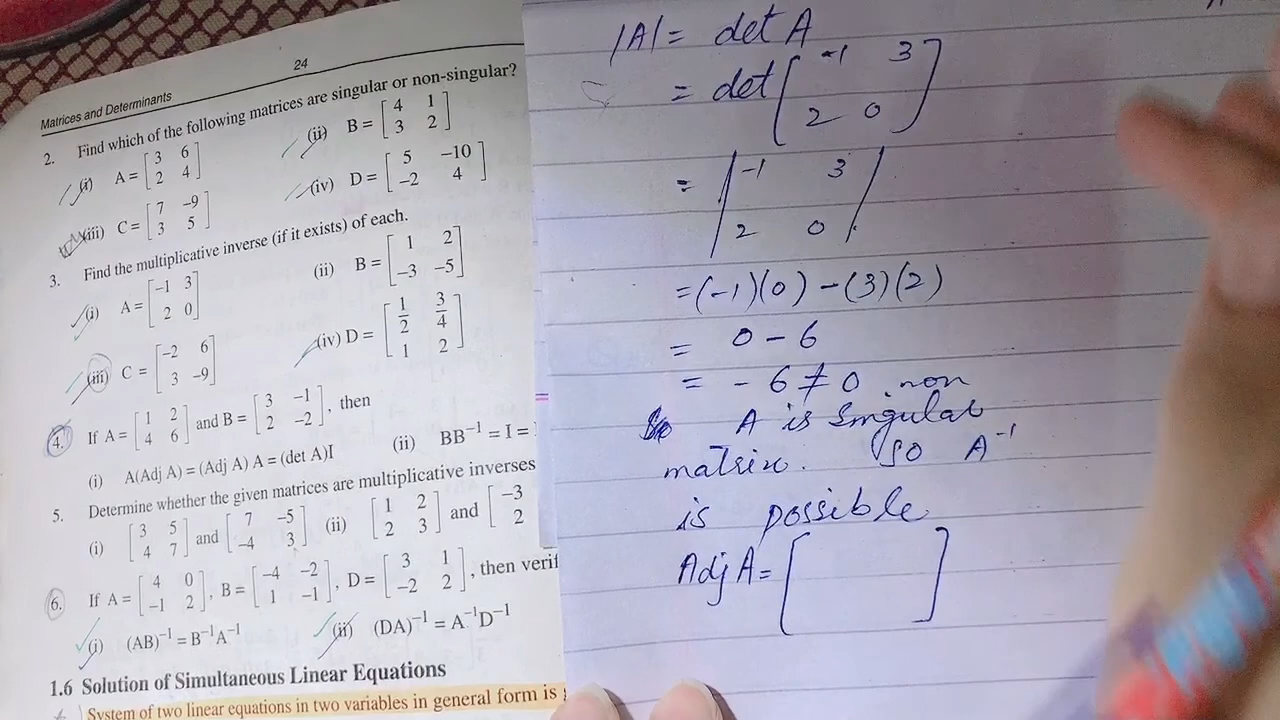 24
Matrices and Determinants
2. Find which of the following matrices are singular or non-singular?
(i) A = [3 6
2 4]
(ii) B = [4 1
3 2]
(iii) C = [7 −9
3 5]
(iv) D = [5 −10
−2 4]
3. Find the multiplicative inverse (if it exists) of each.
(i) A = [−1 3
2 0]
(ii) B = [1 2
−3 −5]
(iii) C = [−2 6
3 −9]
(iv) D = [1/2 3/4
1 2]
4. If A = [1 2
4 6] and B = [3 −1
2 −2], then
(i) A(Adj A) = (Adj A) A = (det A)I (ii) BB⁻¹ = I =
5. Determine whether the given matrices are multiplicative inverses
(i) [3 5
4 7] and [7 −5
−4 3] (ii) [1 2
2 3] and [−3
2
6. If A = [4 0
−1 2], B = [−4 −2
1 −1], D = [3 1
−2 2], then verif
(i) (AB)⁻¹ = B⁻¹A⁻¹ (ii) (DA)⁻¹ = A⁻¹D⁻¹
1.6 Solution of Simultaneous Linear Equations
System of two linear equations in two variables in general form is
|A| = det A
= det [-1 3
2 0]
= |-1 3
2 0|
= (-1)(0) - (3)(2)
= 0 - 6
= - 6 ≠ 0 non
A is Singular
matrix. So A⁻¹
is possible
Adj A = [ ]